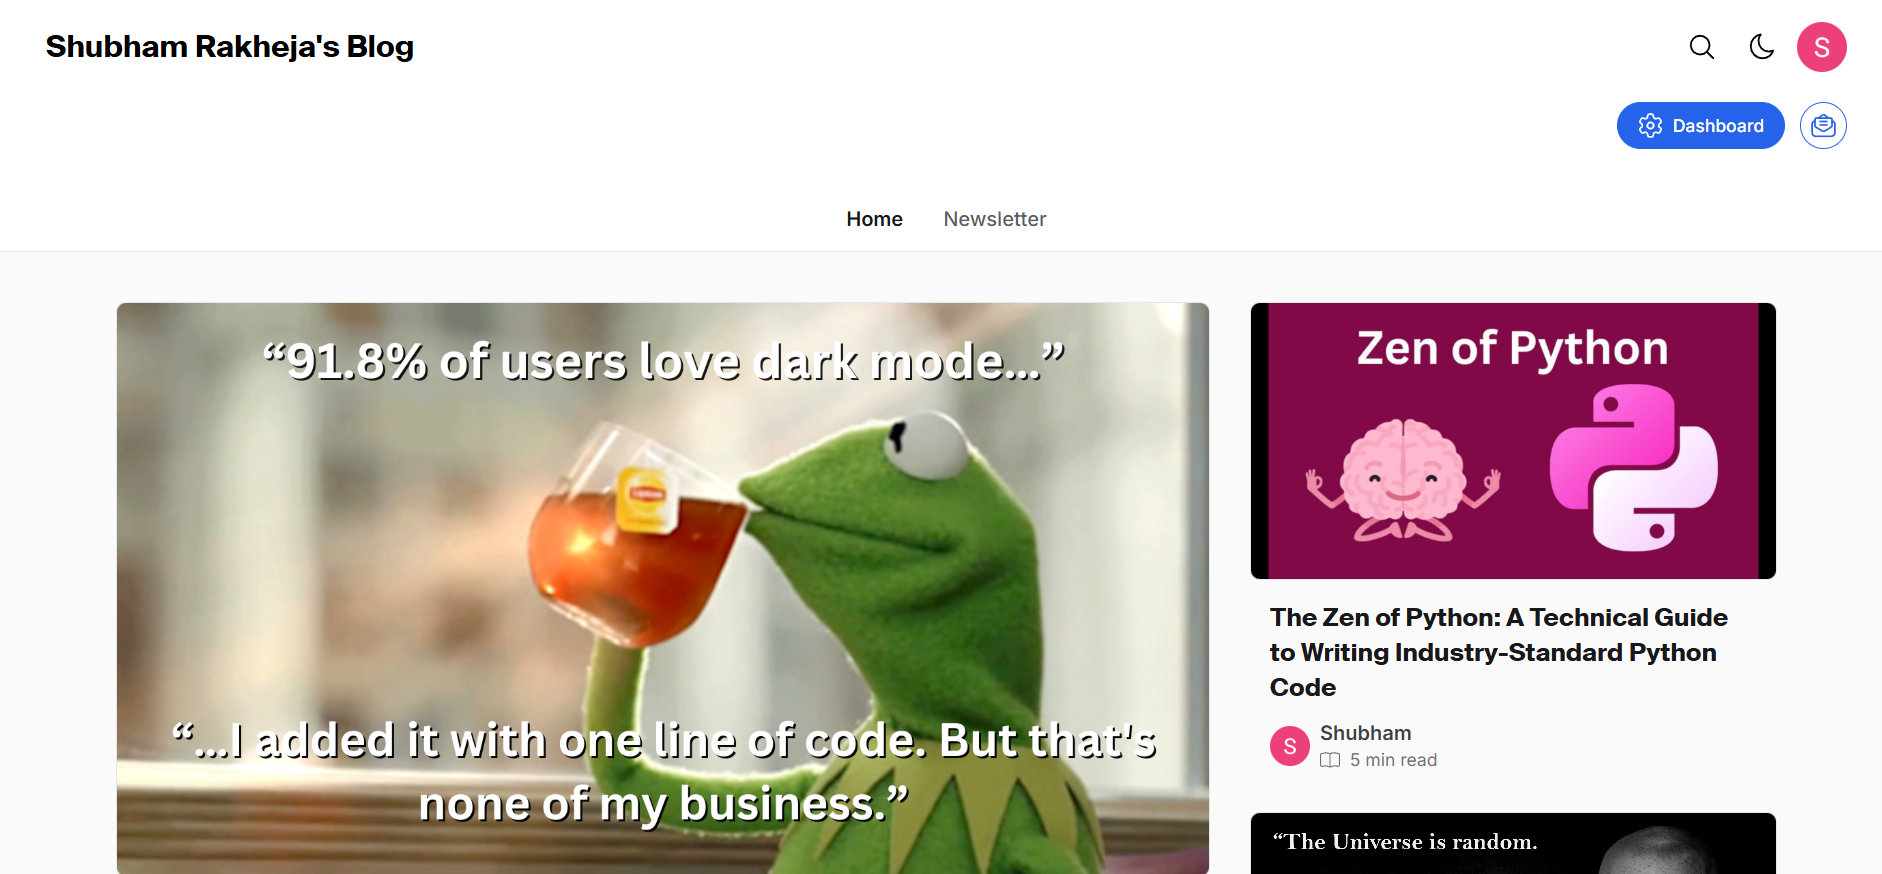 Shubham Rakheja's Blog
S
Dashboard
Home
Newsletter
“91.8% of users love dark mode...”
Lipton
“...I added it with one line of code. But that's
none of my business.”
Zen of Python
The Zen of Python: A Technical Guide
to Writing Industry-Standard Python
Code
S
Shubham
5 min read
“The Universe is random.